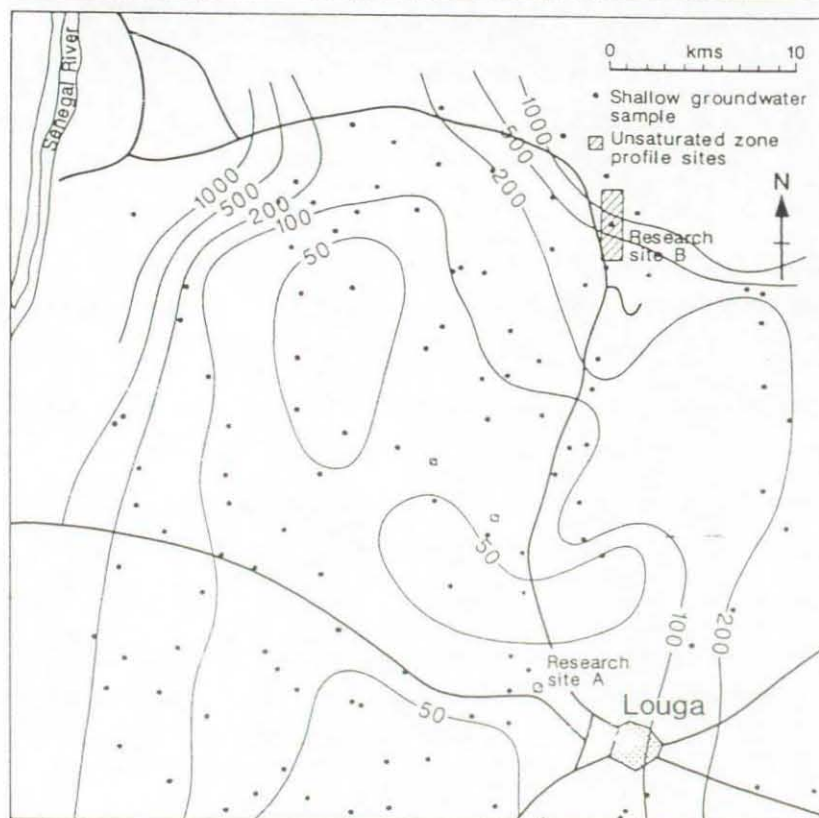 Senegal River
0 kms 10
Shallow groundwater
sample
Unsaturated zone
profile sites
N
1000
500
200
100
50
1000
500
200
Research
site B
50
100
200
Research
site A
50
Louga